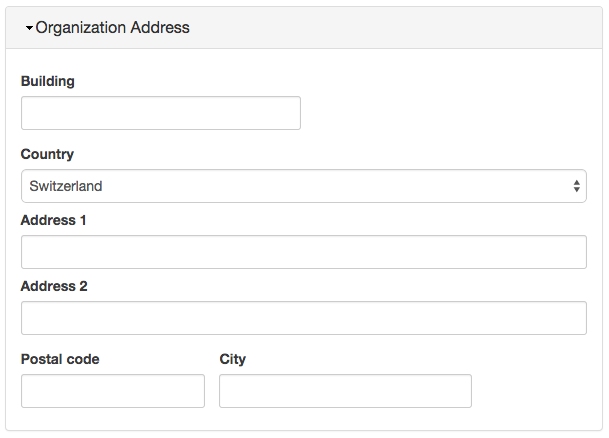 Organization Address
Building
Country
Switzerland
Address 1
Address 2
Postal code City